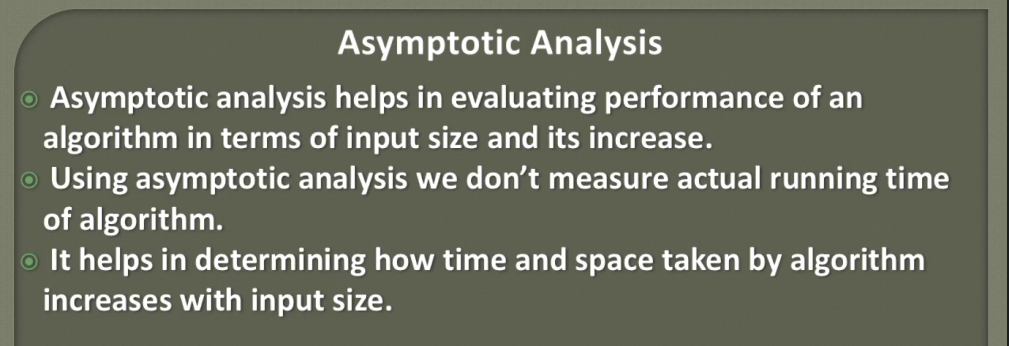 Asymptotic Analysis
Asymptotic analysis helps in evaluating performance of an
algorithm in terms of input size and its increase.
Using asymptotic analysis we don’t measure actual running time
of algorithm.
It helps in determining how time and space taken by algorithm
increases with input size.